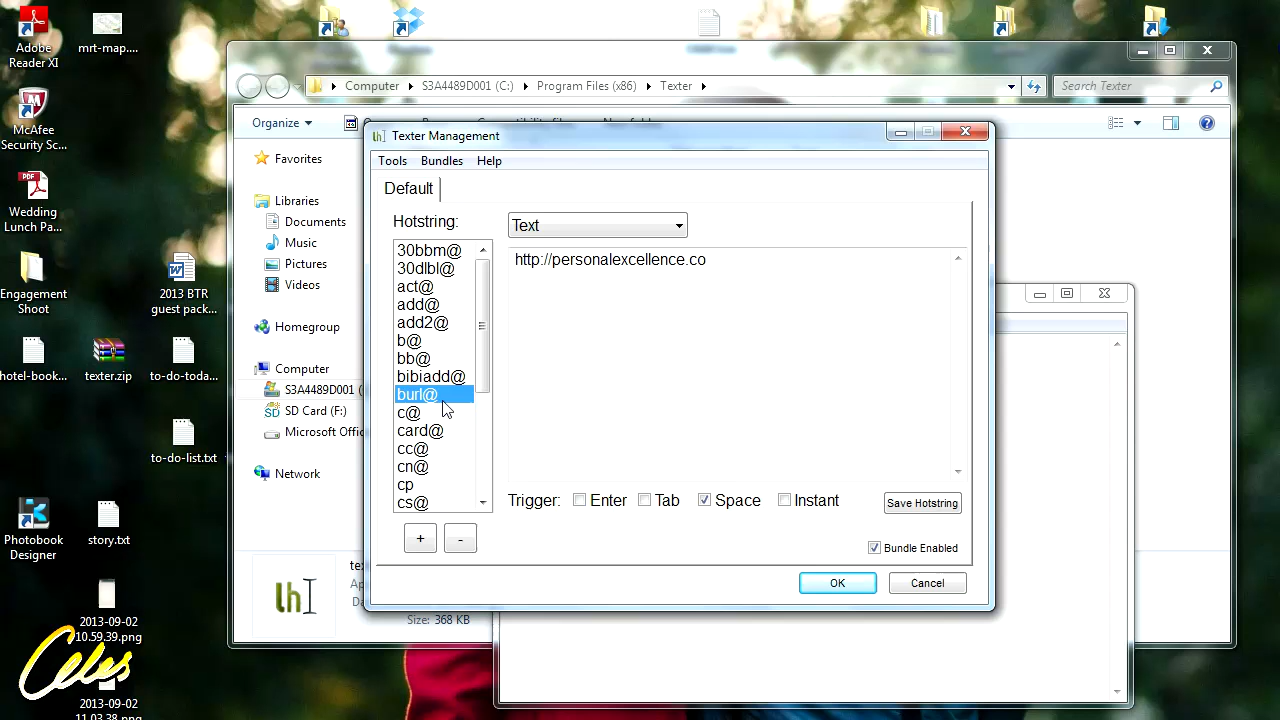 Adobe
Reader XI
mrt-map....
McAfee
Security Sc...
Wedding
Lunch Pa...
Engagement
Shoot
2013 BTR
guest pack...
hotel-book...
texter.zip
to-do-toda...
to-do-list.txt
Photobook
Designer
story.txt
2013-09-02
10.59.39.png
2013-09-02
11.03.38.png
Celes
Computer
S3A4489D001 (C:)
Program Files (x86)
Texter
Search Texter
Organize
Favorites
Libraries
Documents
Music
Pictures
Videos
Homegroup
Computer
S3A4489D001 (
SD Card (F:)
Microsoft Offic
Network
lh
Size: 368 KB
lh
Texter Management
Tools Bundles Help
Default
Hotstring:
Text
30bbm@
30dlbl@
act@
add@
add2@
b@
bb@
bibiadd@
burl@
c@
card@
cc@
cn@
cp
cs@
http://personalexcellence.co
Trigger: Enter Tab Space Instant
Save Hotstring
+ -
Bundle Enabled
OK Cancel